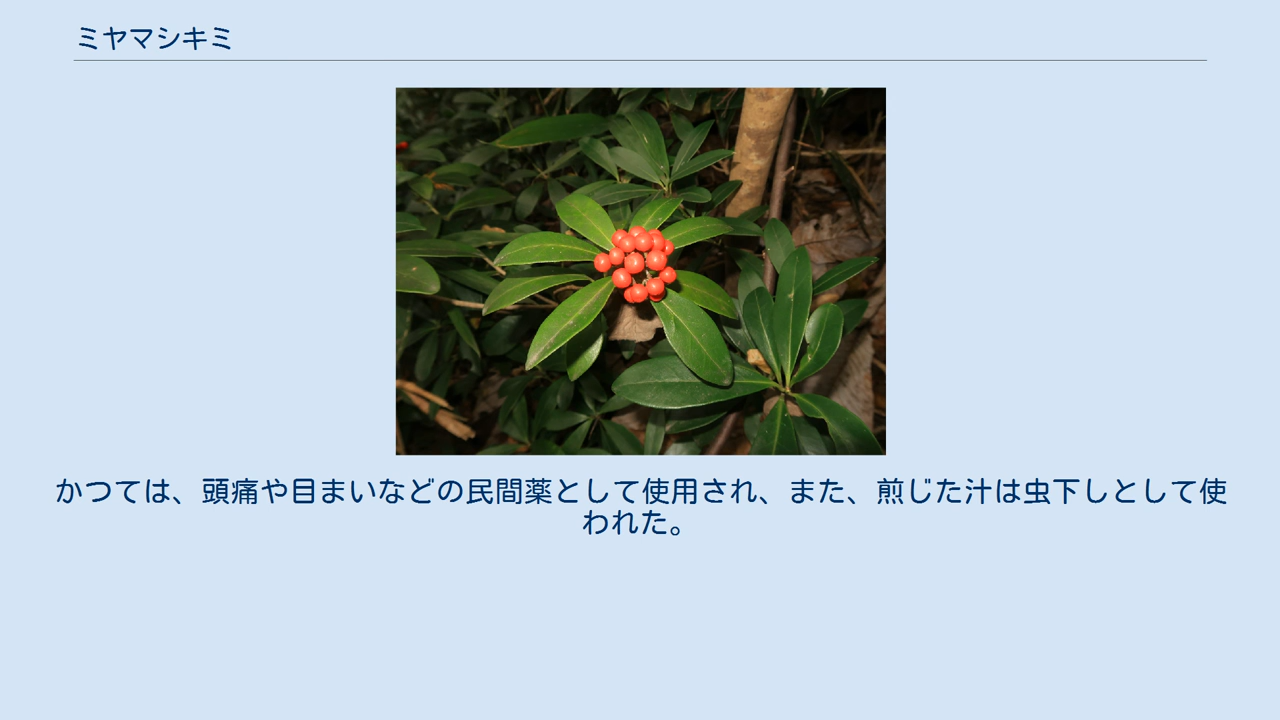 ミヤマシキミ
かつては、頭痛や目まいなどの民間薬として使用され、また、煎じた汁は虫下しとして使
われた。